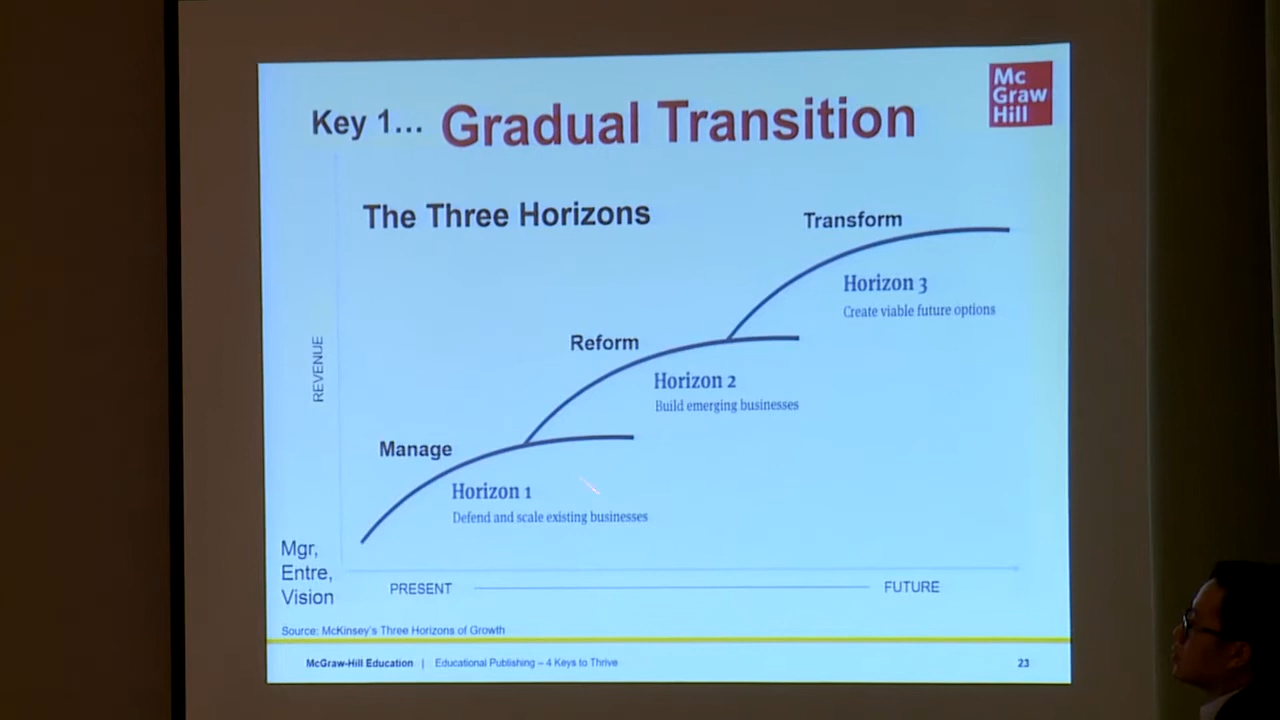 Key 1... Gradual Transition
Mc
Graw
Hill
The Three Horizons
Transform
Horizon 3
Create viable future options
Reform
Horizon 2
Build emerging businesses
REVENUE
Manage
Horizon 1
Defend and scale existing businesses
Mgr,
Entre,
Vision
PRESENT
FUTURE
Source: McKinsey's Three Horizons of Growth
McGraw-Hill Education | Educational Publishing – 4 Keys to Thrive
23